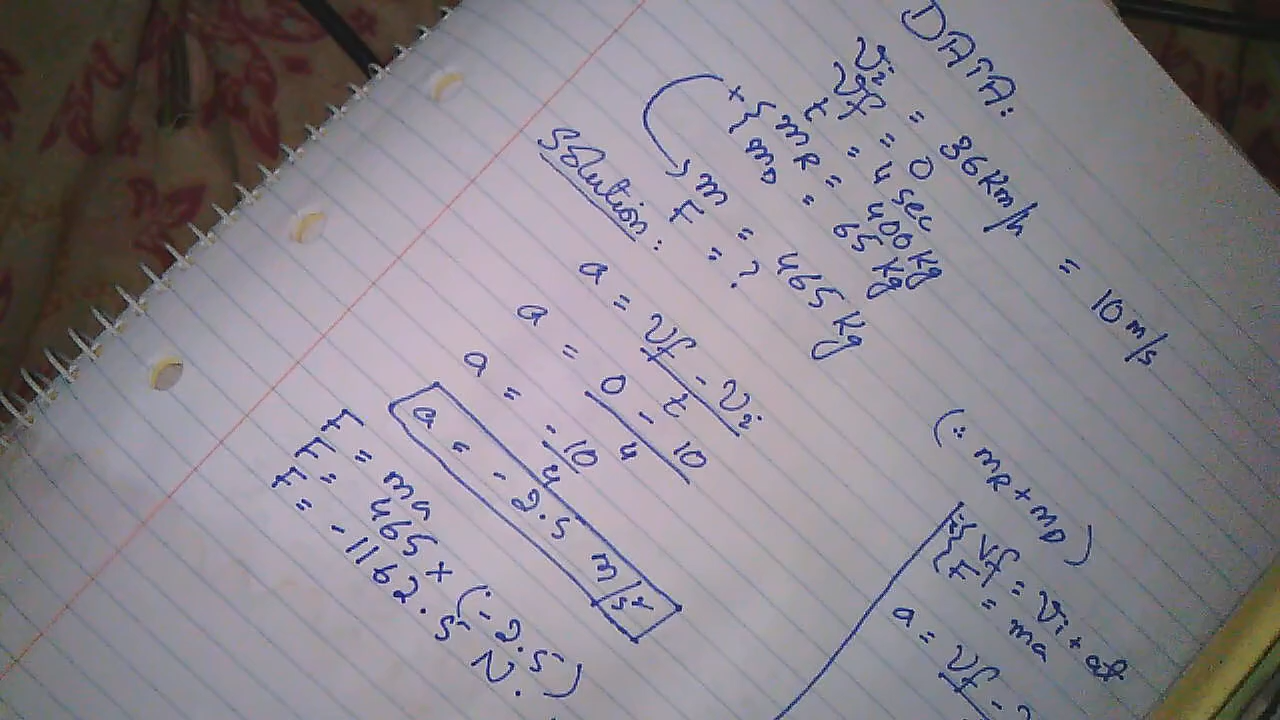 DATA:
Vi = 36 Km/h = 10 m/s
Vf = 0
t = 4 sec
+ { mR = 400 Kg
mD = 65 Kg
m = 465 Kg (∵ mR + mD)
F = ?
Solution:
a = Vf - Vi / t
a = 0 - 10 / 4
a = -10 / 4
a = -2.5 m/s²
F = ma
F = 465 × (-2.5)
F = -1162.5 N.
Vf = Vi + at
F = ma
a = Vf -